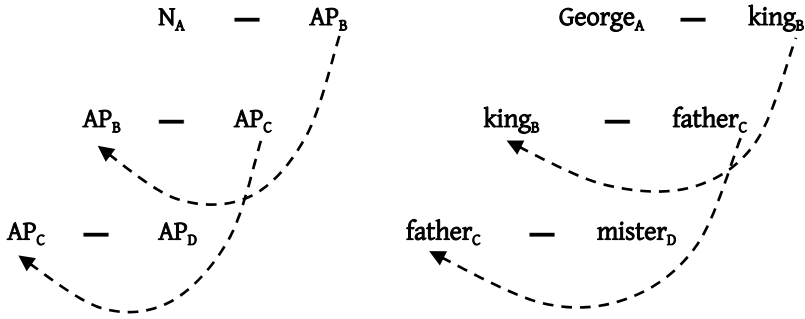 N_A — AP_B George_A — king_B
AP_B — AP_C king_B — father_C
AP_C — AP_D father_C — mister_D